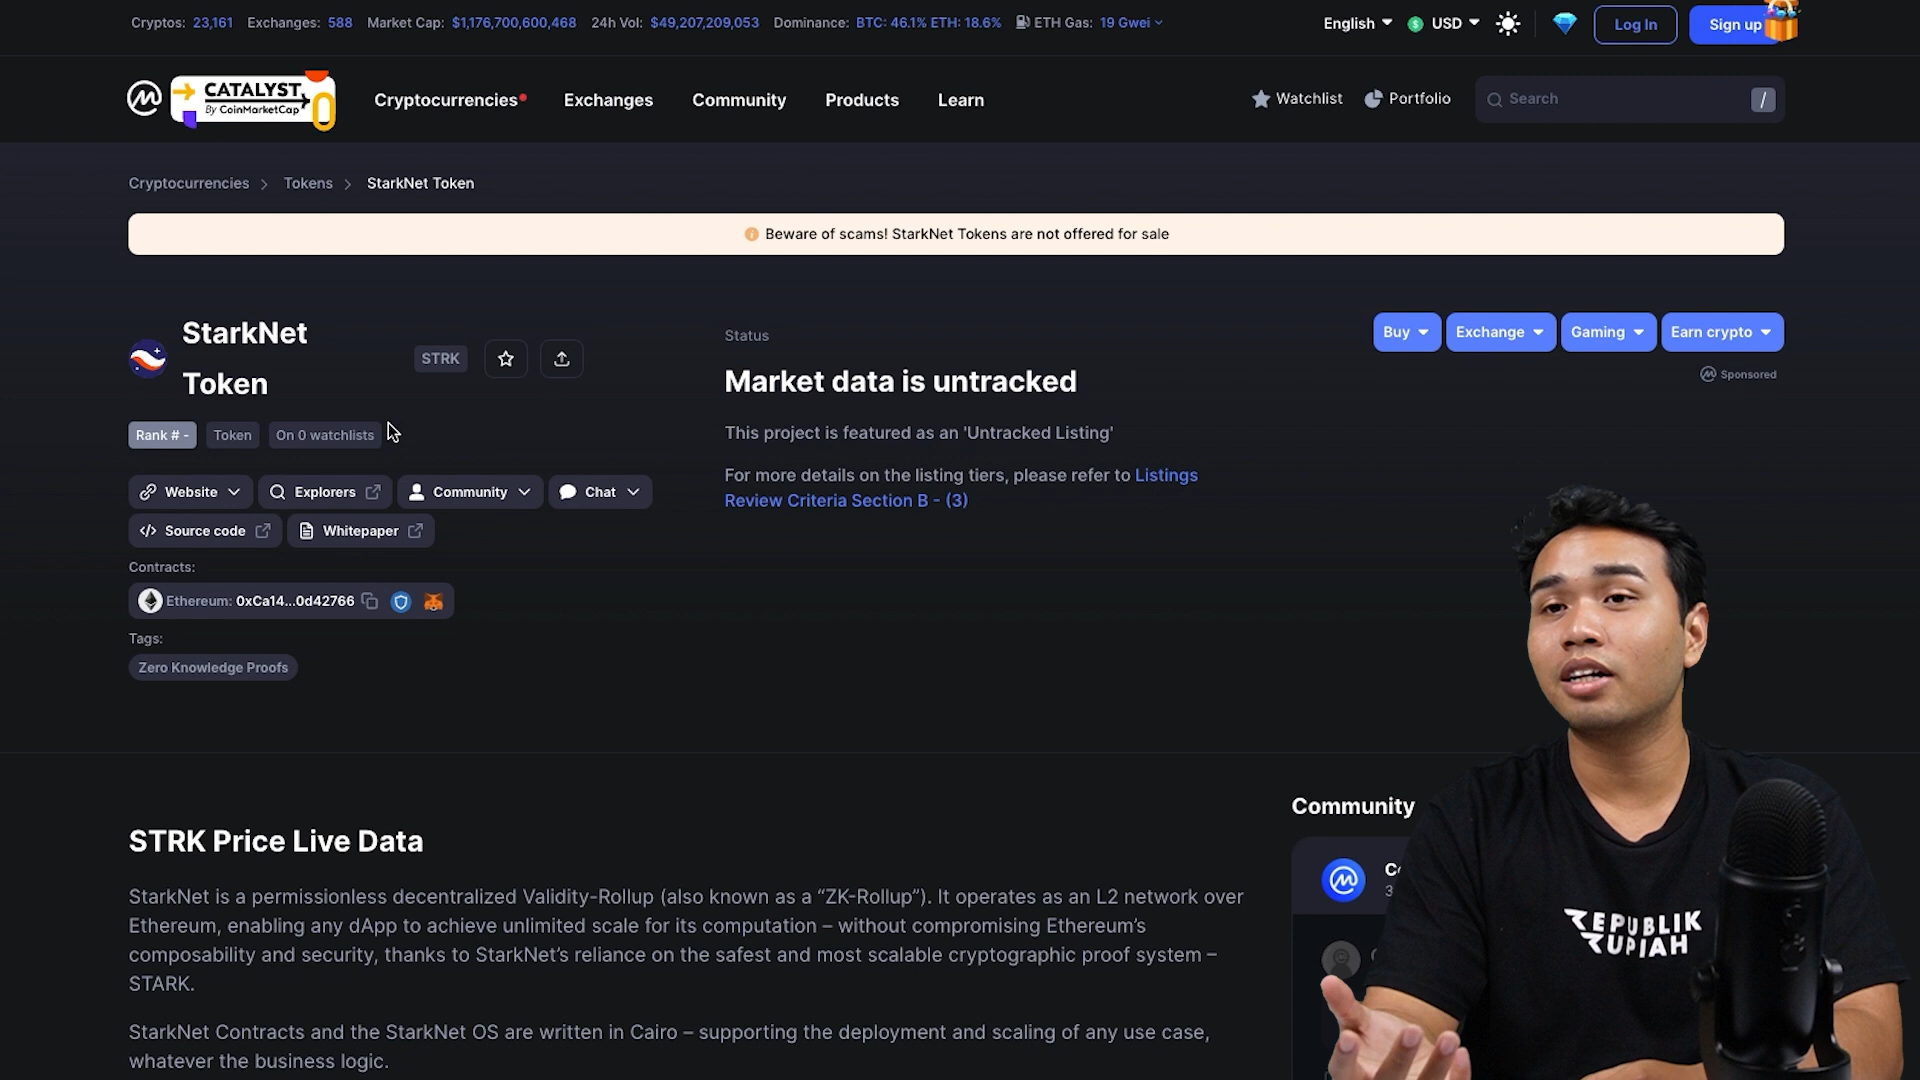 Cryptos: 23,161 Exchanges: 588 Market Cap: $1,176,700,600,468 24h Vol: $49,207,209,053 Dominance: BTC: 46.1% ETH: 18.6% ETH Gas: 19 Gwei
English USD Log In Sign up
CATALYST
By CoinMarketCap
Cryptocurrencies Exchanges Community Products Learn
Watchlist Portfolio Search /
Cryptocurrencies > Tokens > StarkNet Token
Beware of scams! StarkNet Tokens are not offered for sale
StarkNet
Token
STRK
Rank # - Token On 0 watchlists
Website Explorers Community Chat
Source code Whitepaper
Contracts:
Ethereum: 0xCa14...0d42766
Tags:
Zero Knowledge Proofs
Status
Market data is untracked
This project is featured as an 'Untracked Listing'
For more details on the listing tiers, please refer to Listings
Review Criteria Section B - (3)
Buy Exchange Gaming Earn crypto
Sponsored
STRK Price Live Data
StarkNet is a permissionless decentralized Validity-Rollup (also known as a “ZK-Rollup”). It operates as an L2 network over
Ethereum, enabling any dApp to achieve unlimited scale for its computation – without compromising Ethereum’s
composability and security, thanks to StarkNet’s reliance on the safest and most scalable cryptographic proof system –
STARK.
StarkNet Contracts and the StarkNet OS are written in Cairo – supporting the deployment and scaling of any use case,
whatever the business logic.
Community
REPUBLIK
RUPIAH